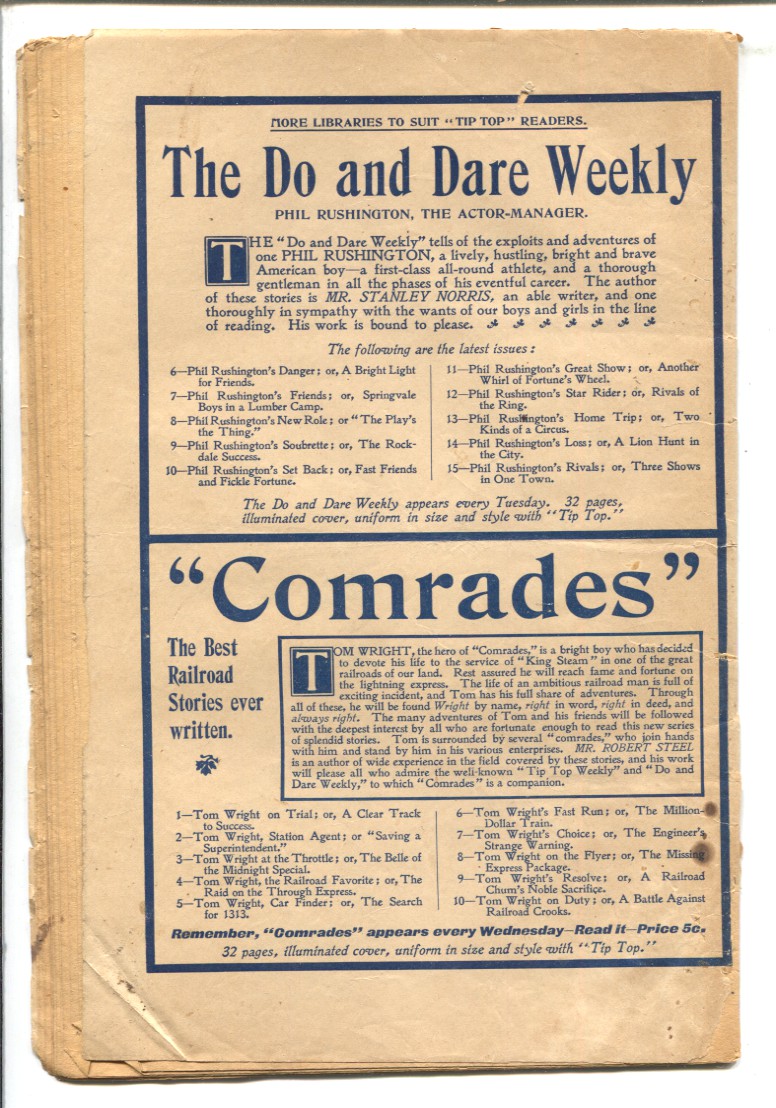 MORE LIBRARIES TO SUIT "TIP TOP" READERS.
The Do and Dare Weekly
PHIL RUSHINGTON, THE ACTOR-MANAGER.
THE "Do and Dare Weekly" tells of the exploits and adventures of
one PHIL RUSHINGTON, a lively, hustling, bright and brave
American boy—a first-class all-round athlete, and a thorough
gentleman in all the phases of his eventful career. The author
of these stories is MR. STANLEY NORRIS, an able writer, and one
thoroughly in sympathy with the wants of our boys and girls in the line
of reading. His work is bound to please.
The following are the latest issues:
6—Phil Rushington's Danger; or, A Bright Light
for Friends.
7—Phil Rushington's Friends; or, Springvale
Boys in a Lumber Camp.
8—Phil Rushington's New Role; or "The Play's
the Thing."
9—Phil Rushington's Soubrette; or, The Rock-
dale Success.
10—Phil Rushington's Set Back; or, Fast Friends
and Fickle Fortune.
11—Phil Rushington's Great Show; or, Another
Whirl of Fortune's Wheel.
12—Phil Rushington's Star Rider; or, Rivals of
the Ring.
13—Phil Rushington's Home Trip; or, Two
Kinds of a Circus.
14—Phil Rushington's Loss; or, A Lion Hunt in
the City.
15—Phil Rushington's Rivals; or, Three Shows
in One Town.
The Do and Dare Weekly appears every Tuesday. 32 pages,
illuminated cover, uniform in size and style with "Tip Top."
"Comrades"
The Best
Railroad
Stories ever
written.
TOM WRIGHT, the hero of "Comrades," is a bright boy who has decided
to devote his life to the service of "King Steam" in one of the great
railroads of our land. Rest assured he will reach fame and fortune on
the lightning express. The life of an ambitious railroad man is full of
exciting incident, and Tom has his full share of adventures. Through
all of these, he will be found Wright by name, right in word, right in deed, and
always right. The many adventures of Tom and his friends will be followed
with the deepest interest by all who are fortunate enough to read this new series
of splendid stories. Tom is surrounded by several "comrades," who join hands
with him and stand by him in his various enterprises. MR. ROBERT STEEL
is an author of wide experience in the field covered by these stories, and his work
will please all who admire the well-known "Tip Top Weekly" and "Do and
Dare Weekly," to which "Comrades" is a companion.
1—Tom Wright on Trial; or, A Clear Track
to Success.
2—Tom Wright, Station Agent; or "Saving a
Superintendent."
3—Tom Wright at the Throttle; or, The Belle of
the Midnight Special.
4—Tom Wright, the Railroad Favorite; or, The
Raid on the Through Express.
5—Tom Wright, Car Finder; or, The Search
for 1313.
6—Tom Wright's Fast Run; or, The Million-
Dollar Train.
7—Tom Wright's Choice; or, The Engineer's
Strange Warning.
8—Tom Wright on the Flyer; or, The Missing
Express Package.
9—Tom Wright's Resolve; or, A Railroad
Chum's Noble Sacrifice.
10—Tom Wright on Duty; or, A Battle Against
Railroad Crooks.
Remember, "Comrades" appears every Wednesday—Read it—Price 5c.
32 pages, illuminated cover, uniform in size and style with "Tip Top."